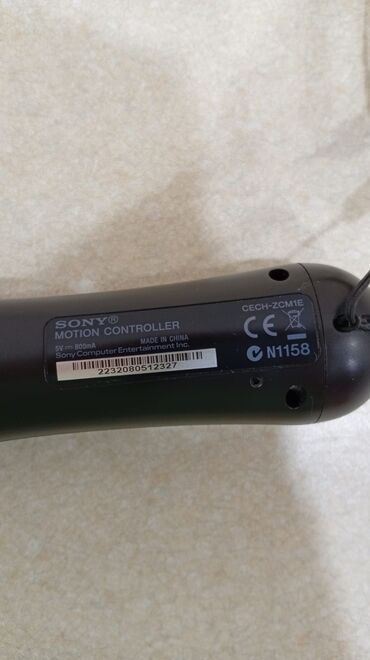 SONY®
MOTION CONTROLLER
5V⎓800mA MADE IN CHINA
Sony Computer Entertainment Inc.
2232080512327
CECH-ZCM1E
CE
N1158